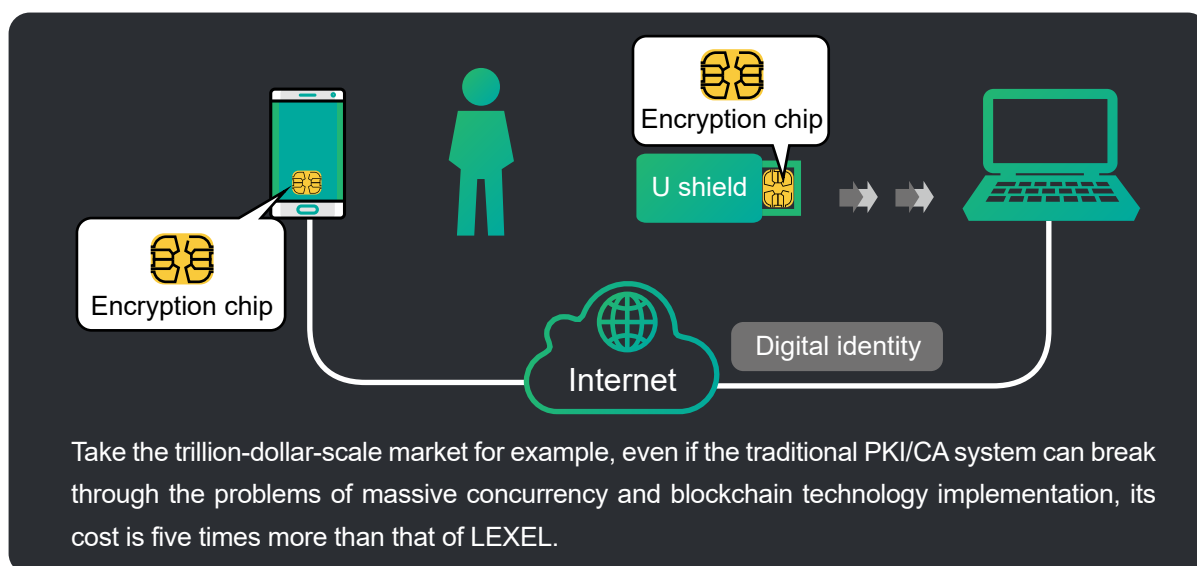 Encryption chip
U shield
Encryption chip
Internet
Digital identity
Take the trillion-dollar-scale market for example, even if the traditional PKI/CA system can break
through the problems of massive concurrency and blockchain technology implementation, its
cost is five times more than that of LEXEL.